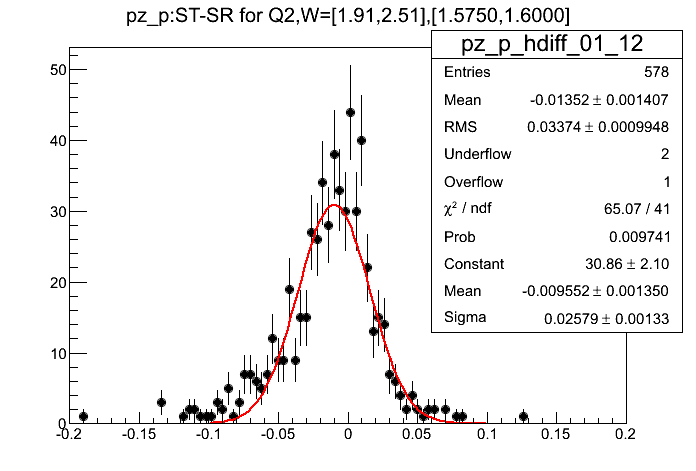 pz_p:ST-SR for Q2,W=[1.91,2.51],[1.5750,1.6000]
pz_p_hdiff_01_12
Entries 578
Mean -0.01352 ± 0.001407
RMS 0.03374 ± 0.0009948
Underflow 2
Overflow 1
χ² / ndf 65.07 / 41
Prob 0.009741
Constant 30.86 ± 2.10
Mean -0.009552 ± 0.001350
Sigma 0.02579 ± 0.00133
50
40
30
20
10
0
-0.2 -0.15 -0.1 -0.05 0 0.05 0.1 0.15 0.2